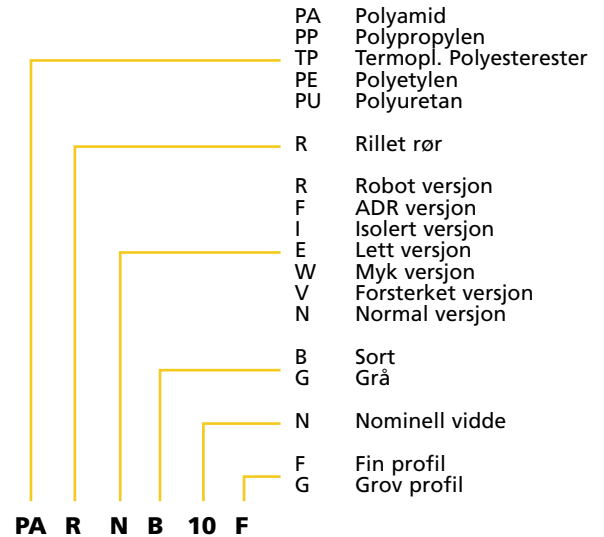 PA Polyamid
PP Polypropylen
TP Termopl. Polyesterester
PE Polyetylen
PU Polyuretan
R Rillet rør
R Robot versjon
F ADR versjon
I Isolert versjon
E Lett versjon
W Myk versjon
V Forsterket versjon
N Normal versjon
B Sort
G Grå
N Nominell vidde
F Fin profil
G Grov profil
PA R N B 10 F